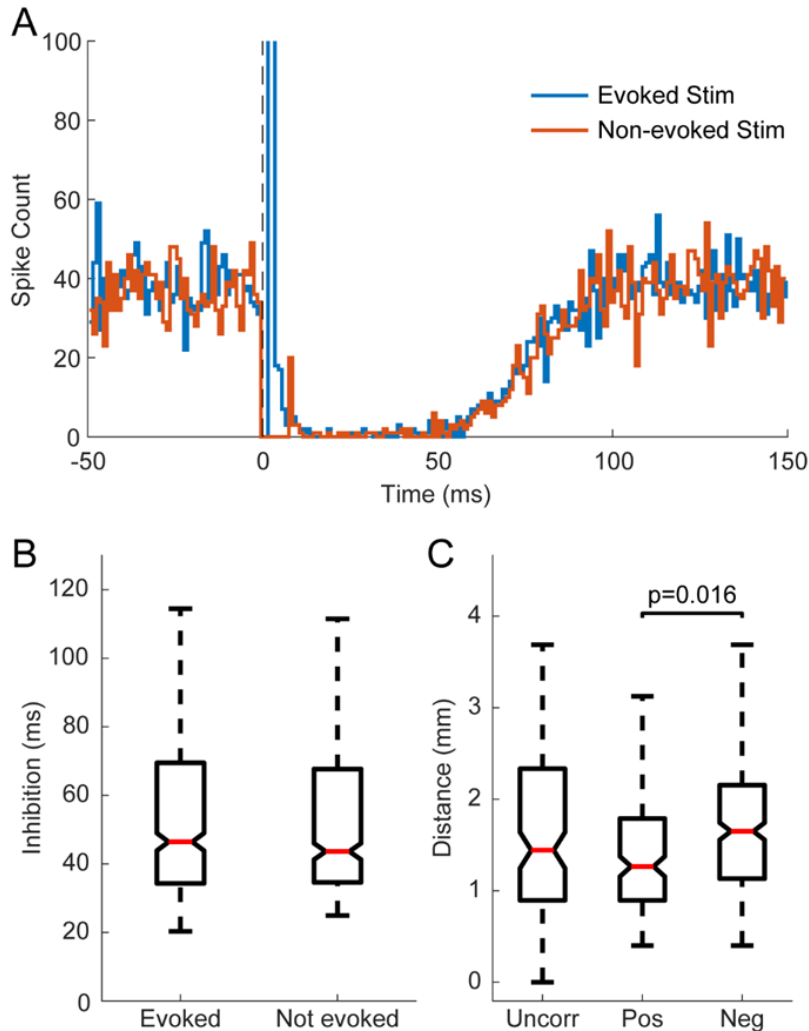 A
100
80
60
40
20
0
Spike Count
Evoked Stim
Non-evoked Stim
-50
0
50
100
150
Time (ms)
B
120
100
80
60
40
20
0
Inhibition (ms)
Evoked
Not evoked
C
p=0.016
4
3
2
1
0
Distance (mm)
Uncorr
Pos
Neg